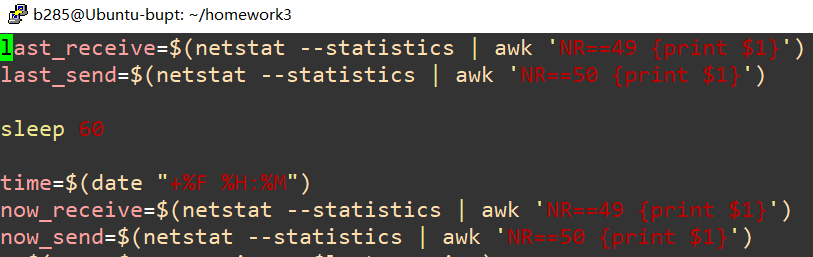 b285@Ubuntu-bupt: ~/homework3
last_receive=$(netstat --statistics | awk 'NR==49 {print $1}')
last_send=$(netstat --statistics | awk 'NR==50 {print $1}')
sleep 60
time=$(date "+%F %H:%M")
now_receive=$(netstat --statistics | awk 'NR==49 {print $1}')
now_send=$(netstat --statistics | awk 'NR==50 {print $1}')